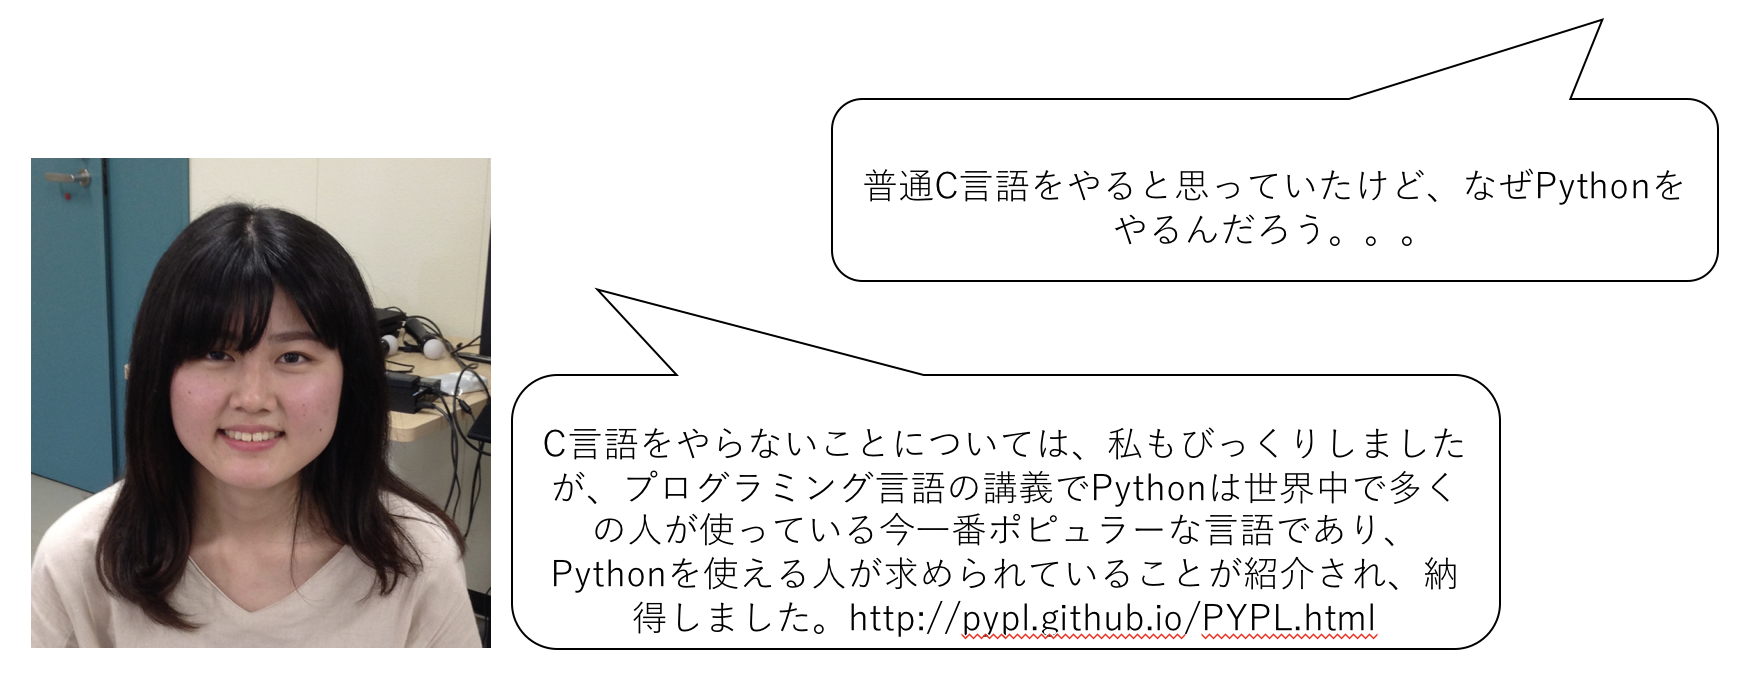 普通C言語をやると思っていたけど、なぜPythonを
やるんだろう。。。
C言語をやらないことについては、私もびっくりしました
が、プログラミング言語の講義でPythonは世界中で多く
の人が使っている今一番ポピュラーな言語であり、
Pythonを使える人が求められていることが紹介され、納
得しました。http://pypl.github.io/PYPL.html